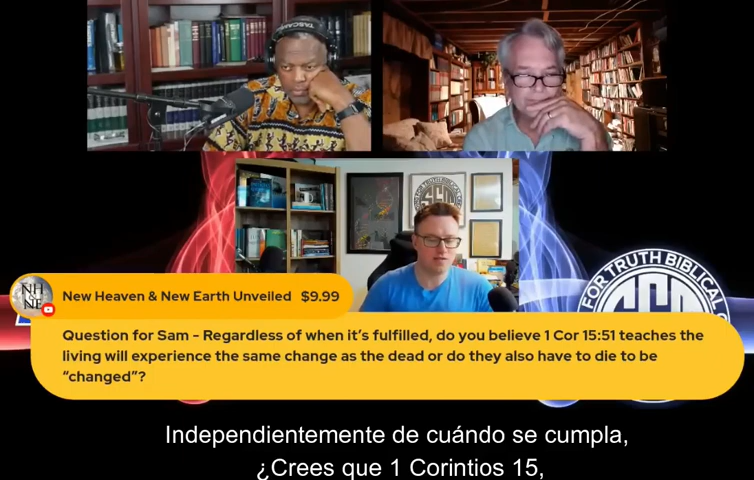 New Heaven & New Earth Unveiled $9.99
Question for Sam - Regardless of when it's fulfilled, do you believe 1 Cor 15:51 teaches the
living will experience the same change as the dead or do they also have to die to be
"changed"?
FOR TRUTH BIBLICAL
NH
NE
Independientemente de cuándo se cumpla,
¿Crees que 1 Corintios 15,